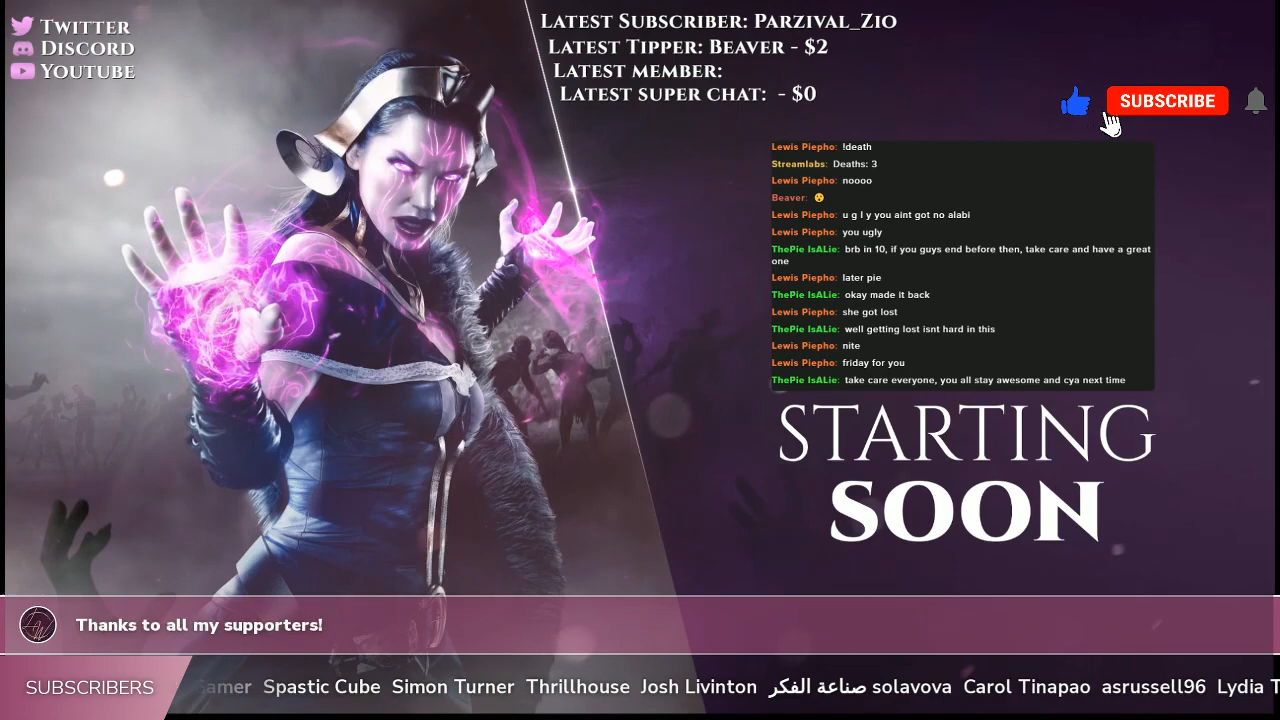 Twitter
Discord
Youtube
Latest Subscriber: Parzival_Zio
Latest Tipper: Beaver - $2
Latest member:
Latest super chat:  - $0
SUBSCRIBE
Lewis Piepho: !death
Streamlabs: Deaths: 3
Lewis Piepho: noooo
Beaver: 😮
Lewis Piepho: u g l y you aint got no alabi
Lewis Piepho: you ugly
ThePie IsALie: brb in 10, if you guys end before then, take care and have a great
one
Lewis Piepho: later pie
ThePie IsALie: okay made it back
Lewis Piepho: she got lost
ThePie IsALie: well getting lost isnt hard in this
Lewis Piepho: nite
Lewis Piepho: friday for you
ThePie IsALie: take care everyone, you all stay awesome and cya next time
STARTING
SOON
Thanks to all my supporters!
SUBSCRIBERS amer Spastic Cube Simon Turner Thrillhouse Josh Livinton صناعة الفكر solavova Carol Tinapao asrussell96 Lydia T